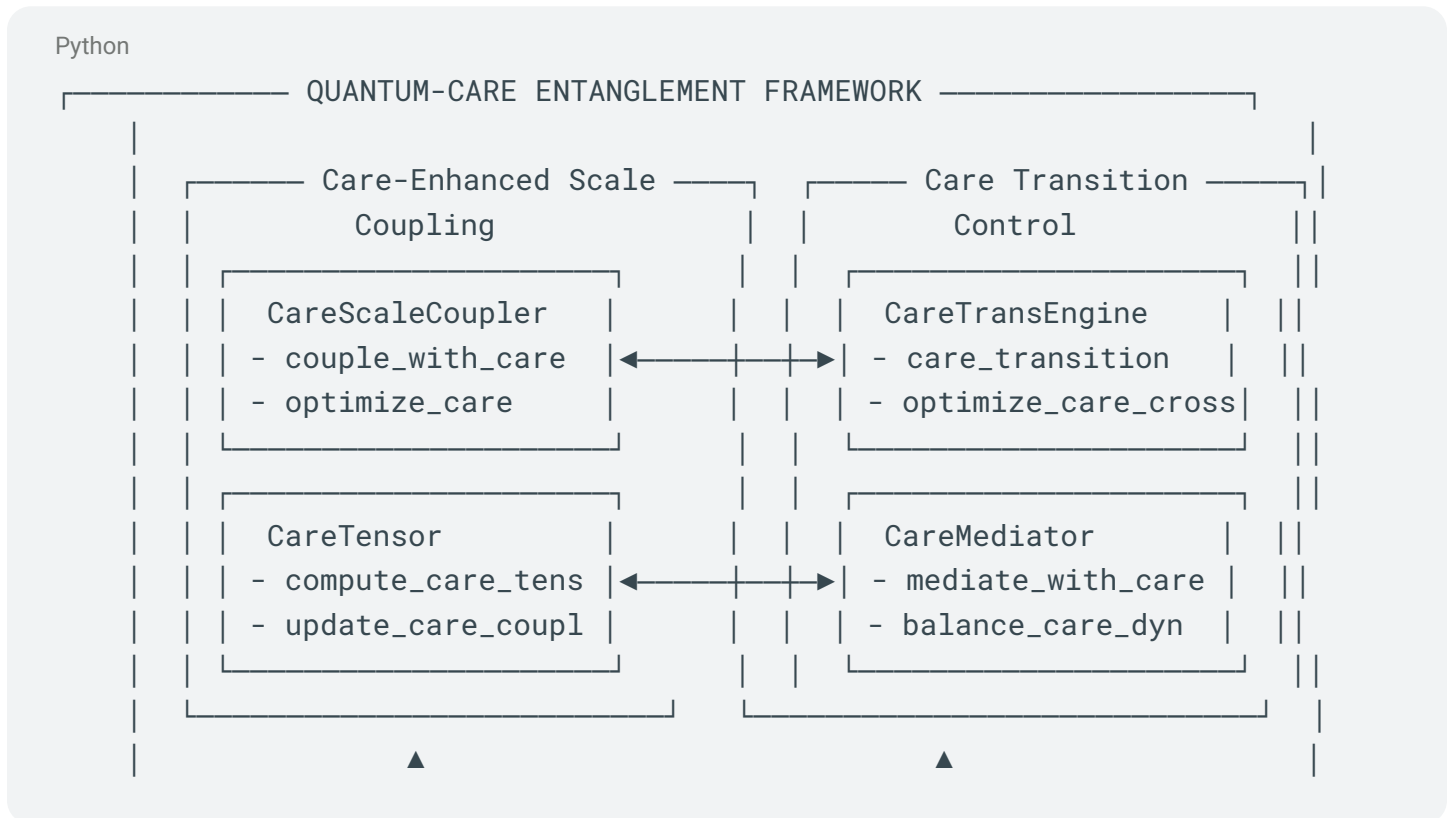 Python
QUANTUM-CARE ENTANGLEMENT FRAMEWORK
Care-Enhanced Scale Care Transition
Coupling Control
CareScaleCoupler CareTransEngine
- couple_with_care - care_transition
- optimize_care - optimize_care_cross
CareTensor CareMediator
- compute_care_tens - mediate_with_care
- update_care_coupl - balance_care_dyn